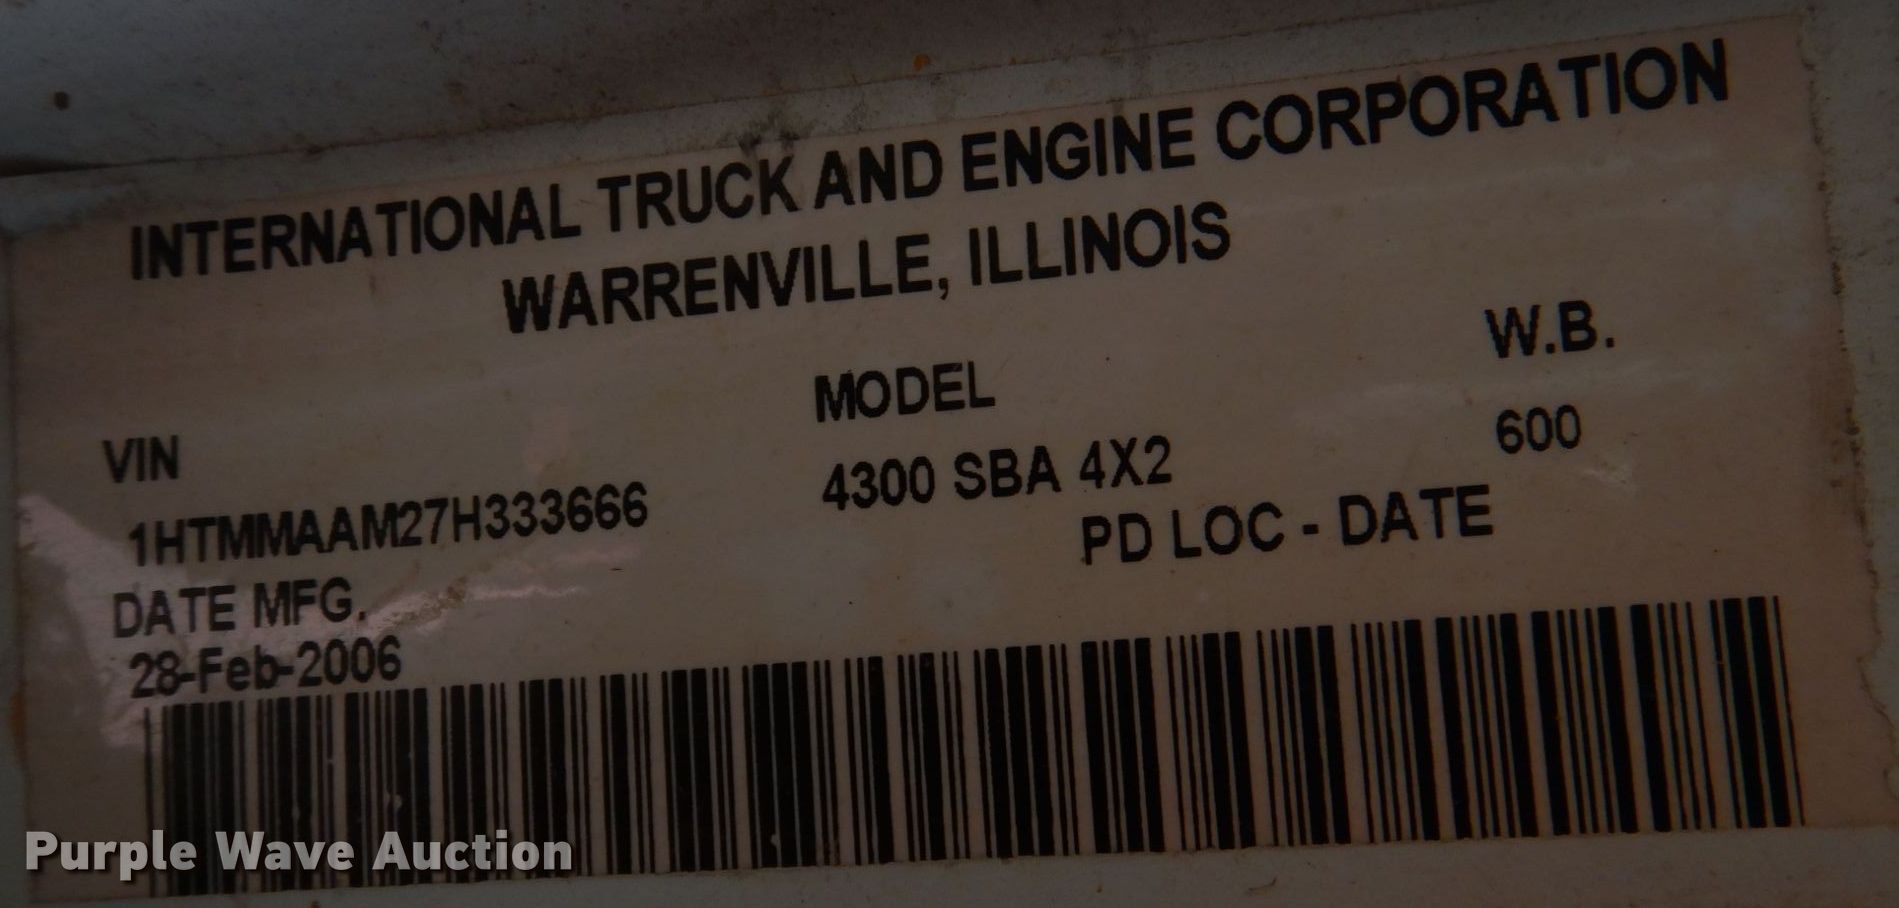 INTERNATIONAL TRUCK AND ENGINE CORPORATION
WARRENVILLE, ILLINOIS
VIN MODEL W.B.
1HTMMAAM27H333666 4300 SBA 4X2 600
DATE MFG. PD LOC - DATE
28-Feb-2006
Purple Wave Auction